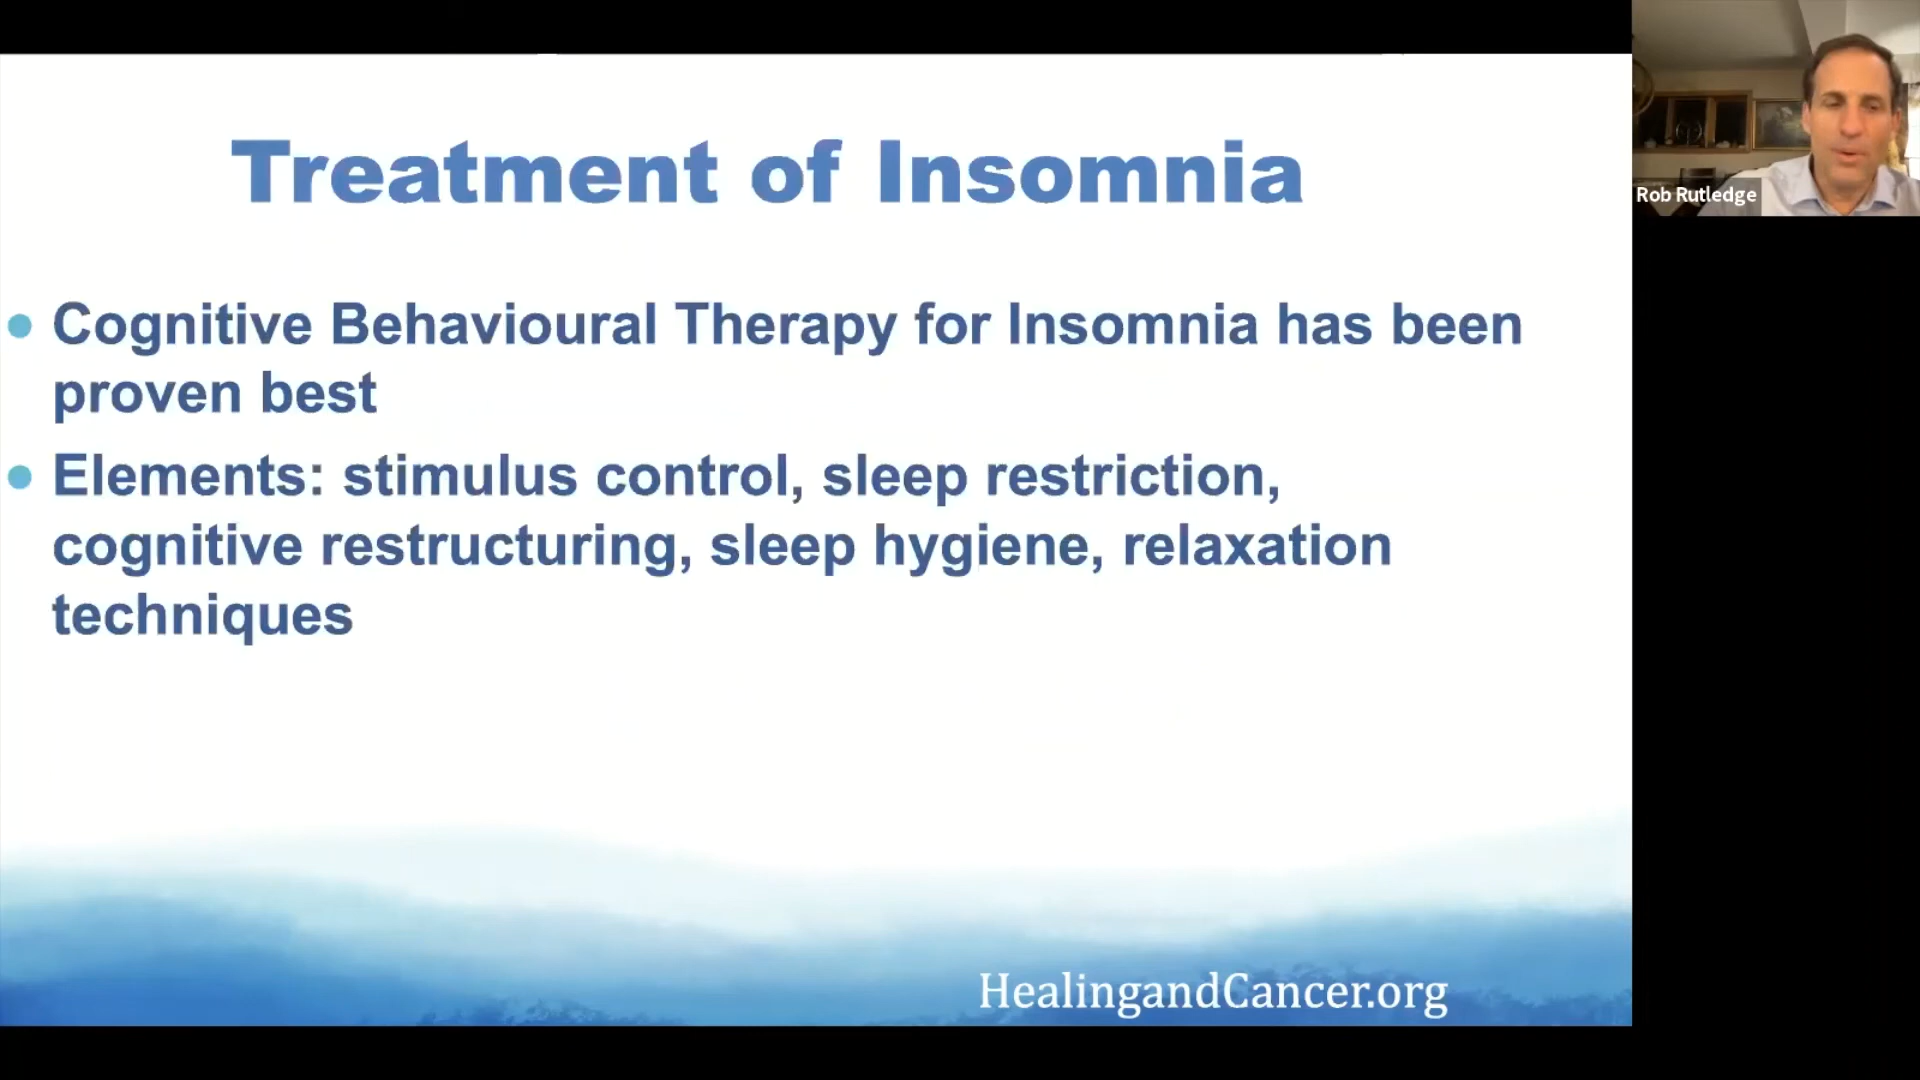 Treatment of Insomnia
Rob Rutledge
• Cognitive Behavioural Therapy for Insomnia has been
proven best
• Elements: stimulus control, sleep restriction,
cognitive restructuring, sleep hygiene, relaxation
techniques
HealingandCancer.org